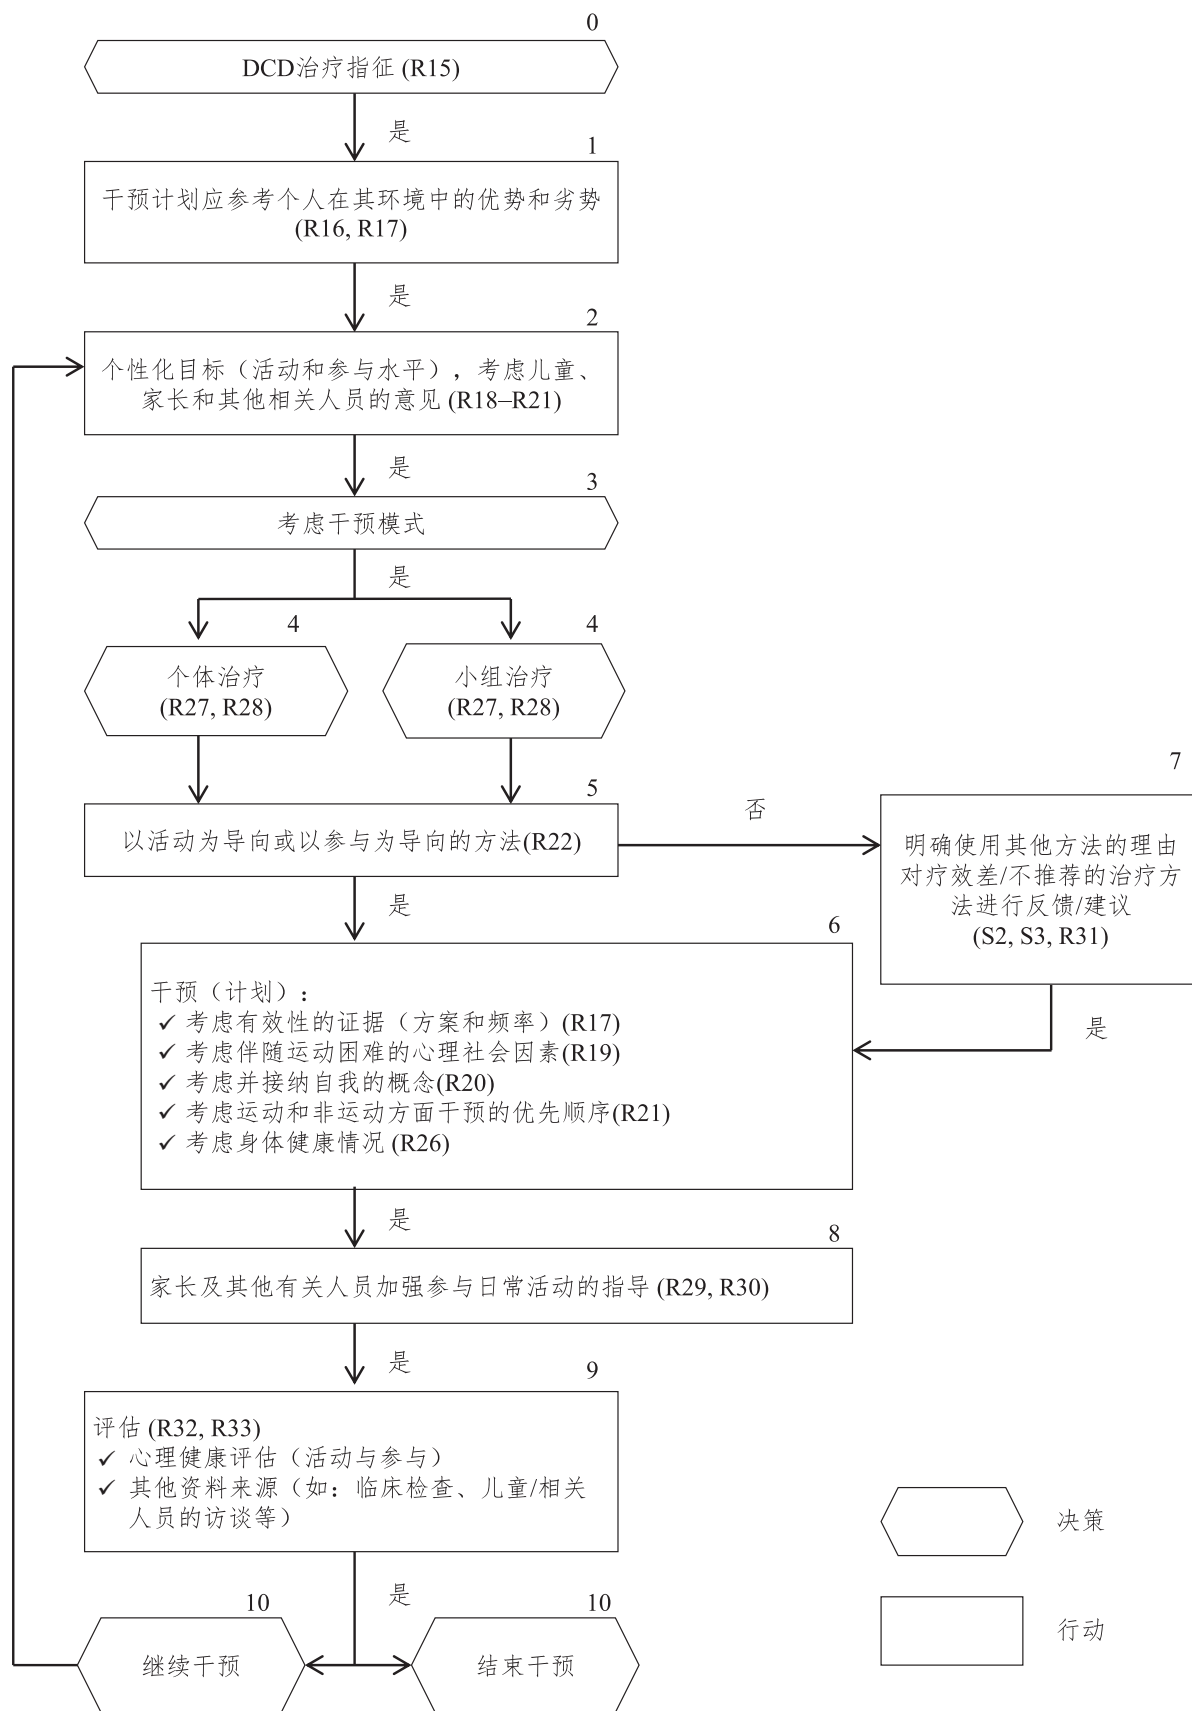 0
DCD治疗指征 (R15)
是
1
干预计划应参考个人在其环境中的优势和劣势
(R16, R17)
是
2
个性化目标（活动和参与水平），考虑儿童、
家长和其他相关人员的意见 (R18–R21)
是
3
考虑干预模式
是
4
个体治疗
(R27, R28)
4
小组治疗
(R27, R28)
5
以活动为导向或以参与为导向的方法(R22)
否
7
明确使用其他方法的理由
对疗效差/不推荐的治疗方
法进行反馈/建议
(S2, S3, R31)
是
是
6
干预（计划）:
✓ 考虑有效性的证据（方案和频率）(R17)
✓ 考虑伴随运动困难的心理社会因素(R19)
✓ 考虑并接纳自我的概念(R20)
✓ 考虑运动和非运动方面干预的优先顺序(R21)
✓ 考虑身体健康情况 (R26)
是
8
家长及其他有关人员加强参与日常活动的指导 (R29, R30)
是
9
评估 (R32, R33)
✓ 心理健康评估（活动与参与）
✓ 其他资料来源（如: 临床检查、儿童/相关
人员的访谈等）
是
10
继续干预
10
结束干预
决策
行动